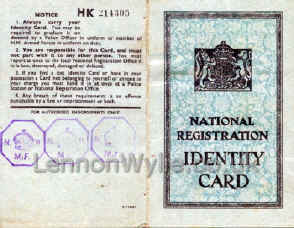 NOTICE
HK 214305
1. Always carry your
Identity Card. You may be
required to produce it on
demand by a Police Officer in uniform or member of
H.M. Armed Forces in uniform on duty.
2. You are responsible for this Card, and must
not part with it to any other person. You must
report at once to the local National Registration Office if
it is lost, destroyed, damaged or defaced.
3. If you find a lost Identity Card or have in your
possession a Card not belonging to yourself or anyone in
your charge you must hand it in at once at a Police
Station or National Registration Office.
4. Any breach of these requirements is an offence
punishable by a fine or imprisonment or both.
FOR AUTHORISED ENDORSEMENTS ONLY
N.
M.F.
M.F.
M.F.
LennonWylie.co.uk
NATIONAL
REGISTRATION
IDENTITY
CARD